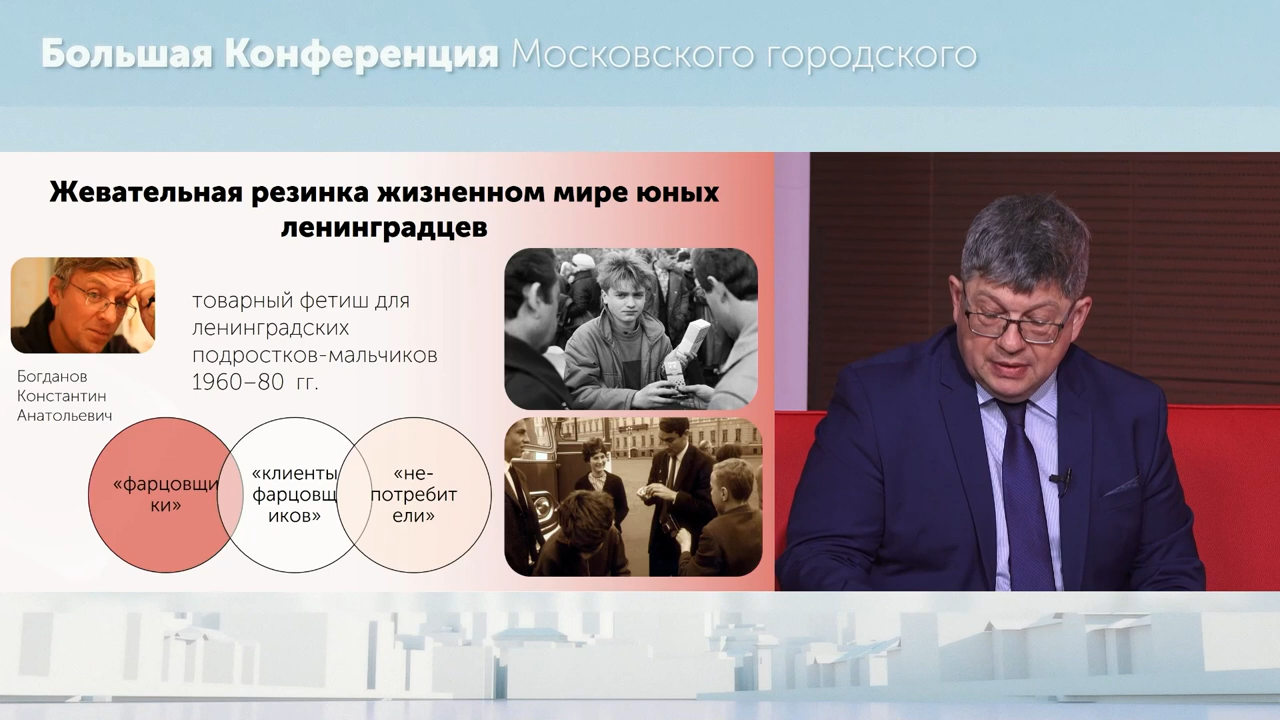 Большая Конференция Московского городского
Жевательная резинка жизненном мире юных
ленинградцев
товарный фетиш для
ленинградских
подростков-мальчиков
1960–80 гг.
Богданов
Константин
Анатольевич
«фарцовщи
ки»
«клиенты
фарцовщ
иков»
«не-
потребит
ели»